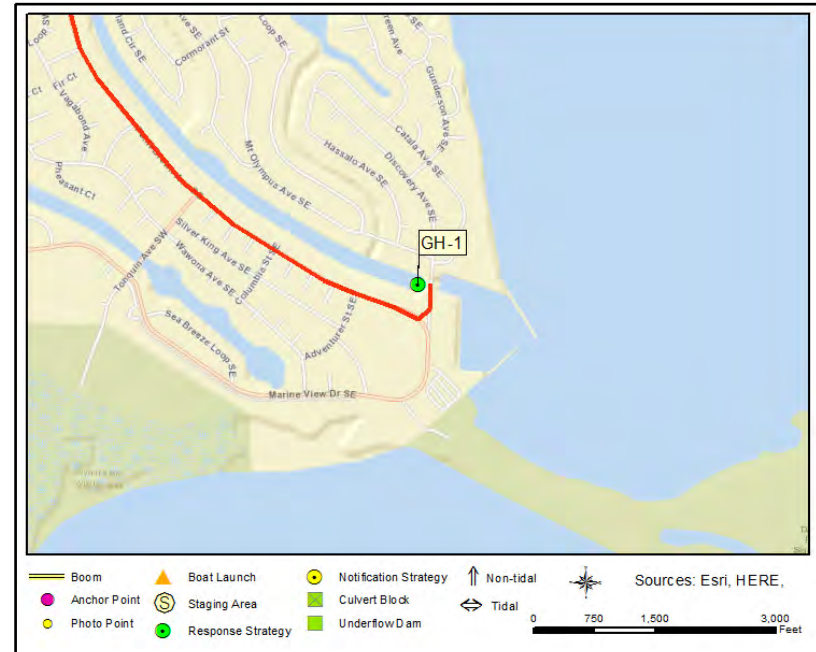 Cormorant St
Loop SE
Gunderson Ave SE
Fir Ct
Vagabond Ave
Mt Olympus Ave SE
Hassalo Ave SE
Catala Ave SE
Discovery Ave SE
Pheasant Ct
GH-1
Tonquin Ave SW
Silver King Ave SE
Wawona Ave SE
Columbia St SE
Adventurer St SE
Sea Breeze Loop SE
Marine View Dr SE
Boom
Boat Launch
Notification Strategy
Non-tidal
Sources: Esri, HERE,
Anchor Point
S Staging Area
Culvert Block
Tidal
Photo Point
Response Strategy
Underflow Dam
0 750 1,500 3,000
Feet